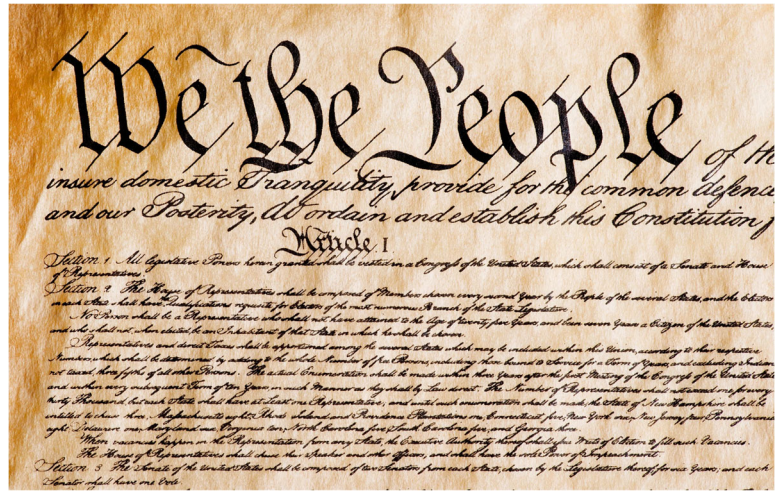 We the People of th
insure domestic Tranquility, provide for the common defence
and our Posterity, do ordain and establish this Constitution f
Article I
Section 1 All legislative Powers herein granted shall be vested in a Congress of the United States, which shall consist of a Senate and House
of Representatives.
Section 2 The House of Representatives shall be composed of Members chosen every second Year by the People of the several States, and the Electors
in each State shall have Qualifications requisite for Electors of the most numerous Branch of the State Legislature.
No Person shall be a Representative who shall not have attained to the Age of twenty five Years, and been seven Years a Citizen of the United States
and who shall not, when elected, be an Inhabitant of that State in which he shall be chosen.
Representatives and direct Taxes shall be apportioned among the several States which may be included within this Union, according to their respective
Numbers, which shall be determined by adding to the whole Number of free Persons, including those bound to Service for a Term of Years, and excluding Indians
not taxed, three fifths of all other Persons. The actual Enumeration shall be made within three Years after the first Meeting of the Congress of the United States
and within every subsequent Term of ten Years, in such Manner as they shall by Law direct. The Number of Representatives shall not exceed one for every
thirty Thousand, but each State shall have at Least one Representative; and until such enumeration shall be made, the State of New Hampshire shall be
entitled to chuse three, Massachusetts eight, Rhode Island and Providence Plantations one, Connecticut five, New York six, New Jersey four, Pennsylvania
eight, Delaware one, Maryland six, Virginia ten, North Carolina five, South Carolina five, and Georgia three.
When vacancies happen in the Representation from any State, the Executive Authority thereof shall issue Writs of Election to fill such Vacancies.
The House of Representatives shall chuse their Speaker and other Officers; and shall have the sole Power of Impeachment.
Section 3 The Senate of the United States shall be composed of two Senators from each State, chosen by the Legislature thereof, for six Years; and each
Senator shall have one Vote.